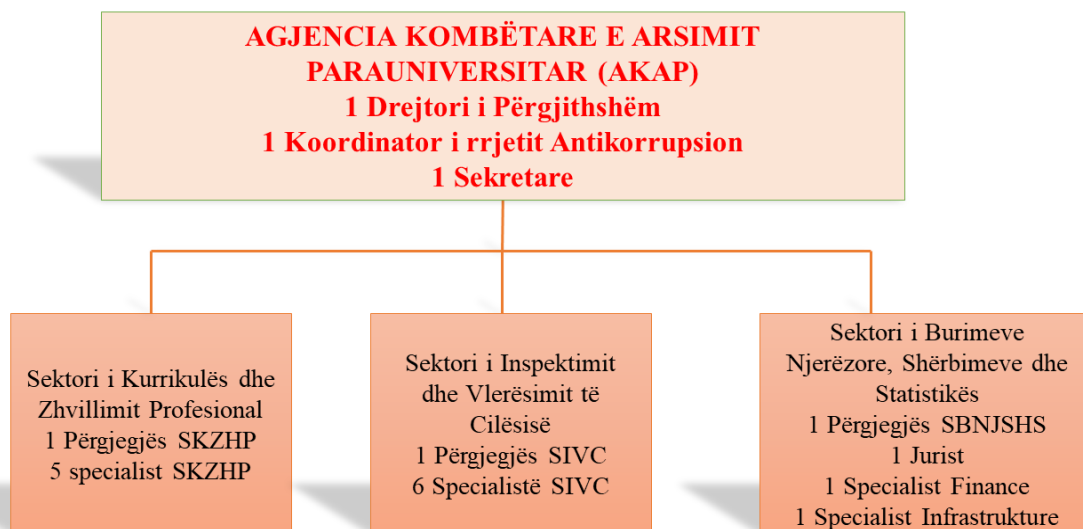 AGJENCIA KOMBËTARE E ARSIMIT
PARAUNIVERSITAR (AKAP)
1 Drejtori i Përgjithshëm
1 Koordinator i rrjetit Antikorrupsion
1 Sekretare
Sektori i Kurrikulës dhe
Zhvillimit Profesional
1 Përgjegjës SKZHP
5 specialist SKZHP
Sektori i Inspektimit
dhe Vlerësimit të
Cilësisë
1 Përgjegjës SIVC
6 Specialistë SIVC
Sektori i Burimeve
Njerëzore, Shërbimeve dhe
Statistikës
1 Përgjegjës SBNJSHS
1 Jurist
1 Specialist Finance
1 Specialist Infrastrukture